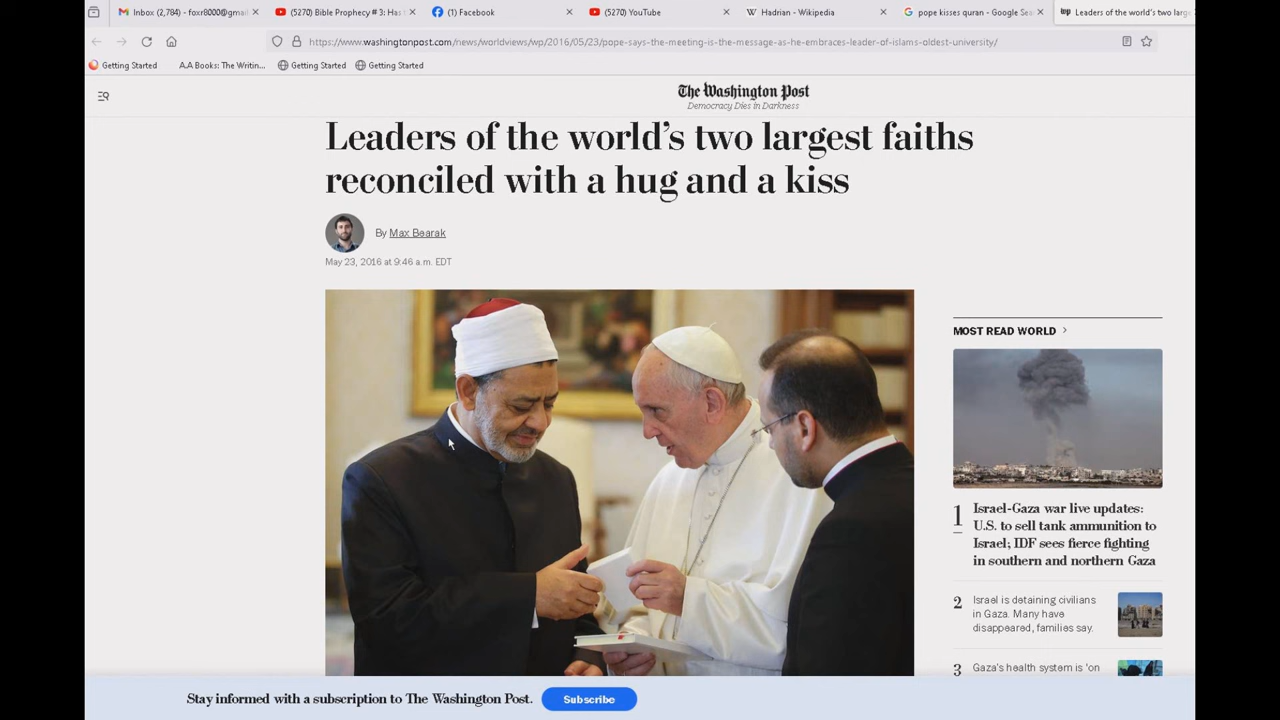 Inbox (2,784) - foxr8000@gmai
(5270) Bible Prophecy # 3: Has
(1) Facebook
(5270) YouTube
Hadrian - Wikipedia
pope kisses quran - Google Sea
Leaders of the world's two larg
https://www.washingtonpost.com/news/worldviews/wp/2016/05/23/pope-says-the-meeting-is-the-message-as-he-embraces-leader-of-islams-oldest-university/
Getting Started
A.A Books: The Writin...
Getting Started
Getting Started
The Washington Post
Democracy Dies in Darkness
Leaders of the world's two largest faiths
reconciled with a hug and a kiss
By Max Bearak
May 23, 2016 at 9:46 a.m. EDT
MOST READ WORLD
1
Israel-Gaza war live updates:
U.S. to sell tank ammunition to
Israel; IDF sees fierce fighting
in southern and northern Gaza
2
Israel is detaining civilians
in Gaza. Many have
disappeared, families say.
3
Gaza's health system is 'on
Stay informed with a subscription to The Washington Post.
Subscribe